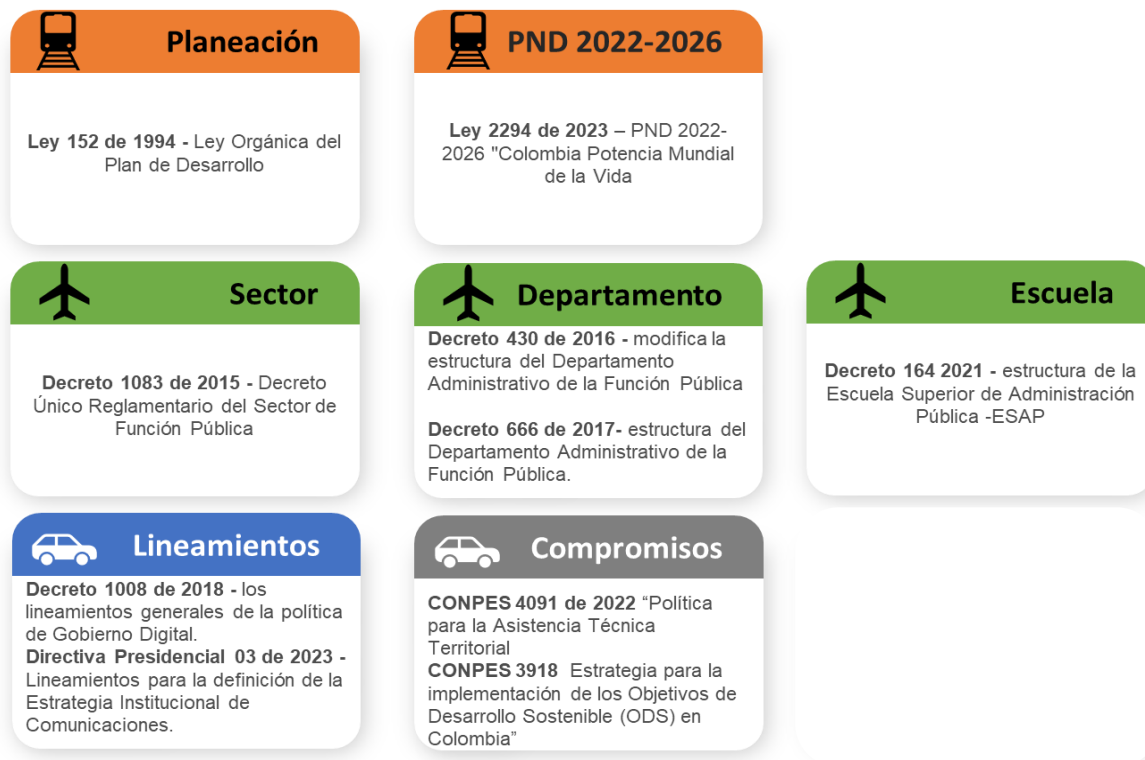 Planeación
Ley 152 de 1994 - Ley Orgánica del
Plan de Desarrollo
PND 2022-2026
Ley 2294 de 2023 – PND 2022-
2026 "Colombia Potencia Mundial
de la Vida
Sector
Decreto 1083 de 2015 - Decreto
Único Reglamentario del Sector de
Función Pública
Departamento
Decreto 430 de 2016 - modifica la
estructura del Departamento
Administrativo de la Función Pública
Decreto 666 de 2017- estructura del
Departamento Administrativo de la
Función Pública.
Escuela
Decreto 164 2021 - estructura de la
Escuela Superior de Administración
Pública -ESAP
Lineamientos
Decreto 1008 de 2018 - los
lineamientos generales de la política
de Gobierno Digital.
Directiva Presidencial 03 de 2023 -
Lineamientos para la definición de la
Estrategia Institucional de
Comunicaciones.
Compromisos
CONPES 4091 de 2022 “Política
para la Asistencia Técnica
Territorial
CONPES 3918 Estrategia para la
implementación de los Objetivos de
Desarrollo Sostenible (ODS) en
Colombia”